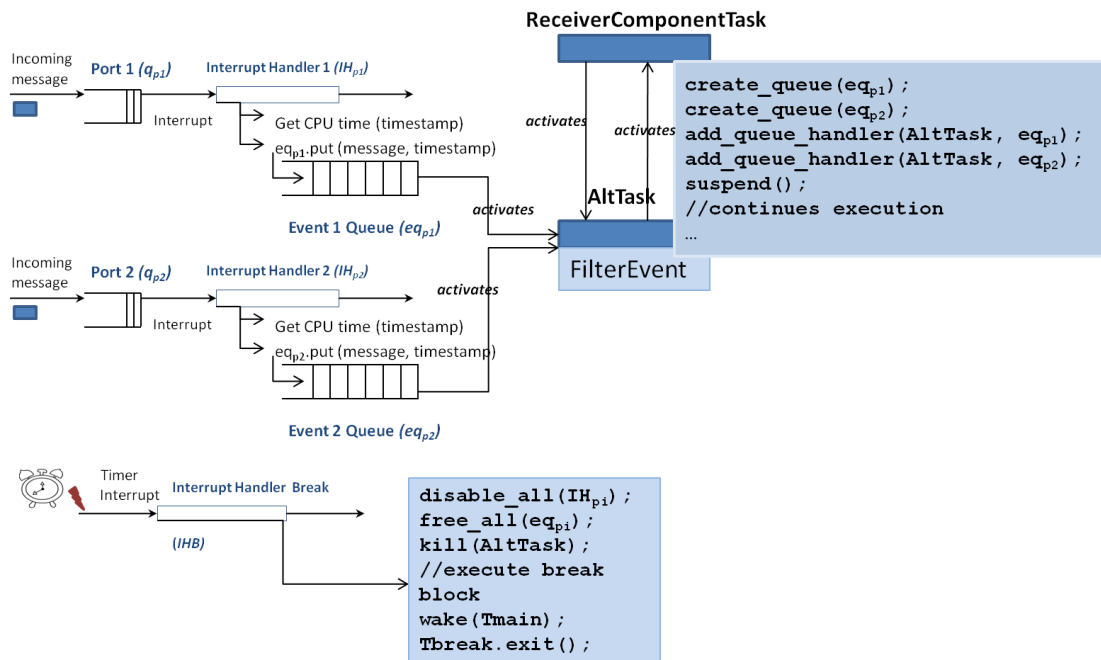 ReceiverComponentTask
Incoming
message
Port 1 (qp1)
Interrupt Handler 1 (IHp1)
Interrupt
Get CPU time (timestamp)
eqp1.put (message, timestamp)
Event 1 Queue (eqp1)
activates
activates
activates
create_queue(eqp1);
create_queue(eqp2);
add_queue_handler(AltTask, eqp1);
add_queue_handler(AltTask, eqp2);
suspend();
//continues execution
…
AltTask
FilterEvent
Incoming
message
Port 2 (qp2)
Interrupt Handler 2 (IHp2)
activates
Interrupt
Get CPU time (timestamp)
eqp2.put (message, timestamp)
Event 2 Queue (eqp2)
Timer
Interrupt
Interrupt Handler Break
(IHB)
disable_all(IHpi);
free_all(eqpi);
kill(AltTask);
//execute break
block
wake(Tmain);
Tbreak.exit();